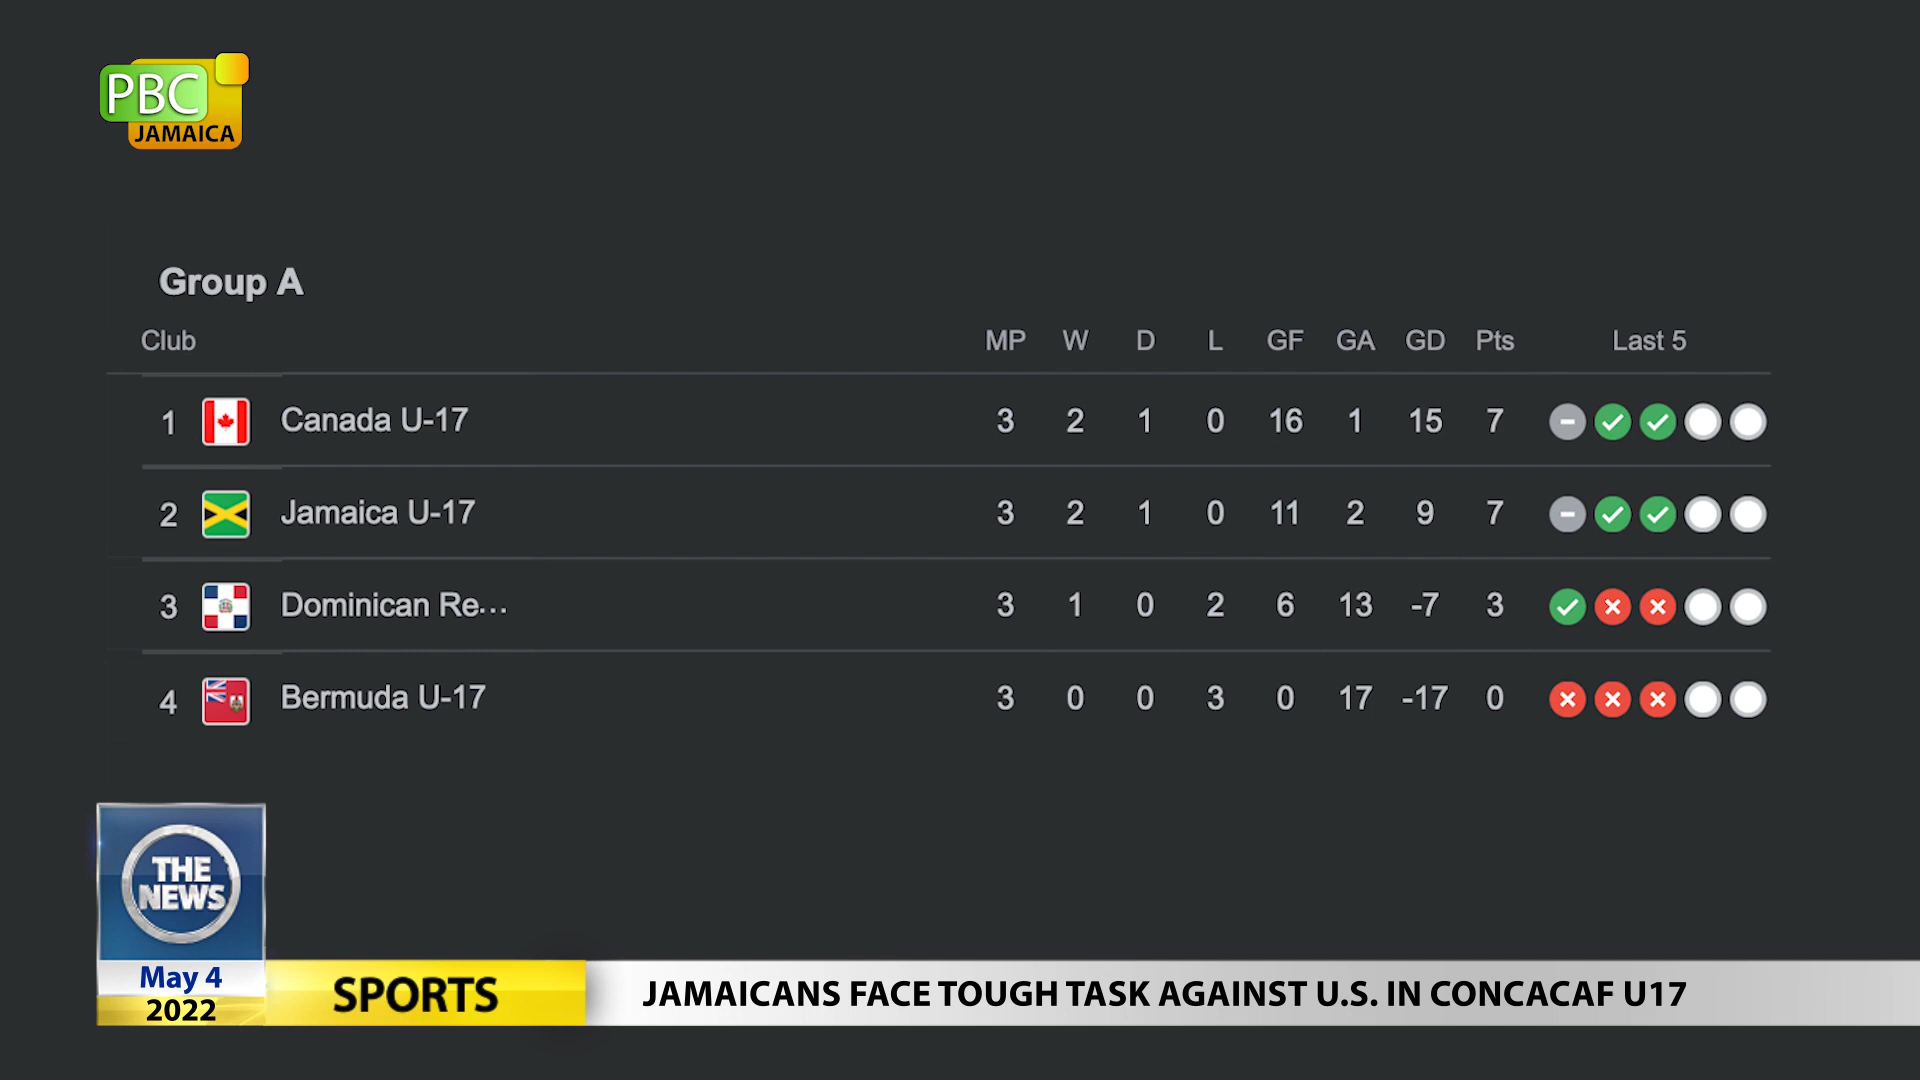 PBC
JAMAICA
Group A
Club MP W D L GF GA GD Pts Last 5
1 Canada U-17 3 2 1 0 16 1 15 7
2 Jamaica U-17 3 2 1 0 11 2 9 7
3 Dominican Re... 3 1 0 2 6 13 -7 3
4 Bermuda U-17 3 0 0 3 0 17 -17 0
THE
NEWS
May 4
2022
SPORTS
JAMAICANS FACE TOUGH TASK AGAINST U.S. IN CONCACAF U17